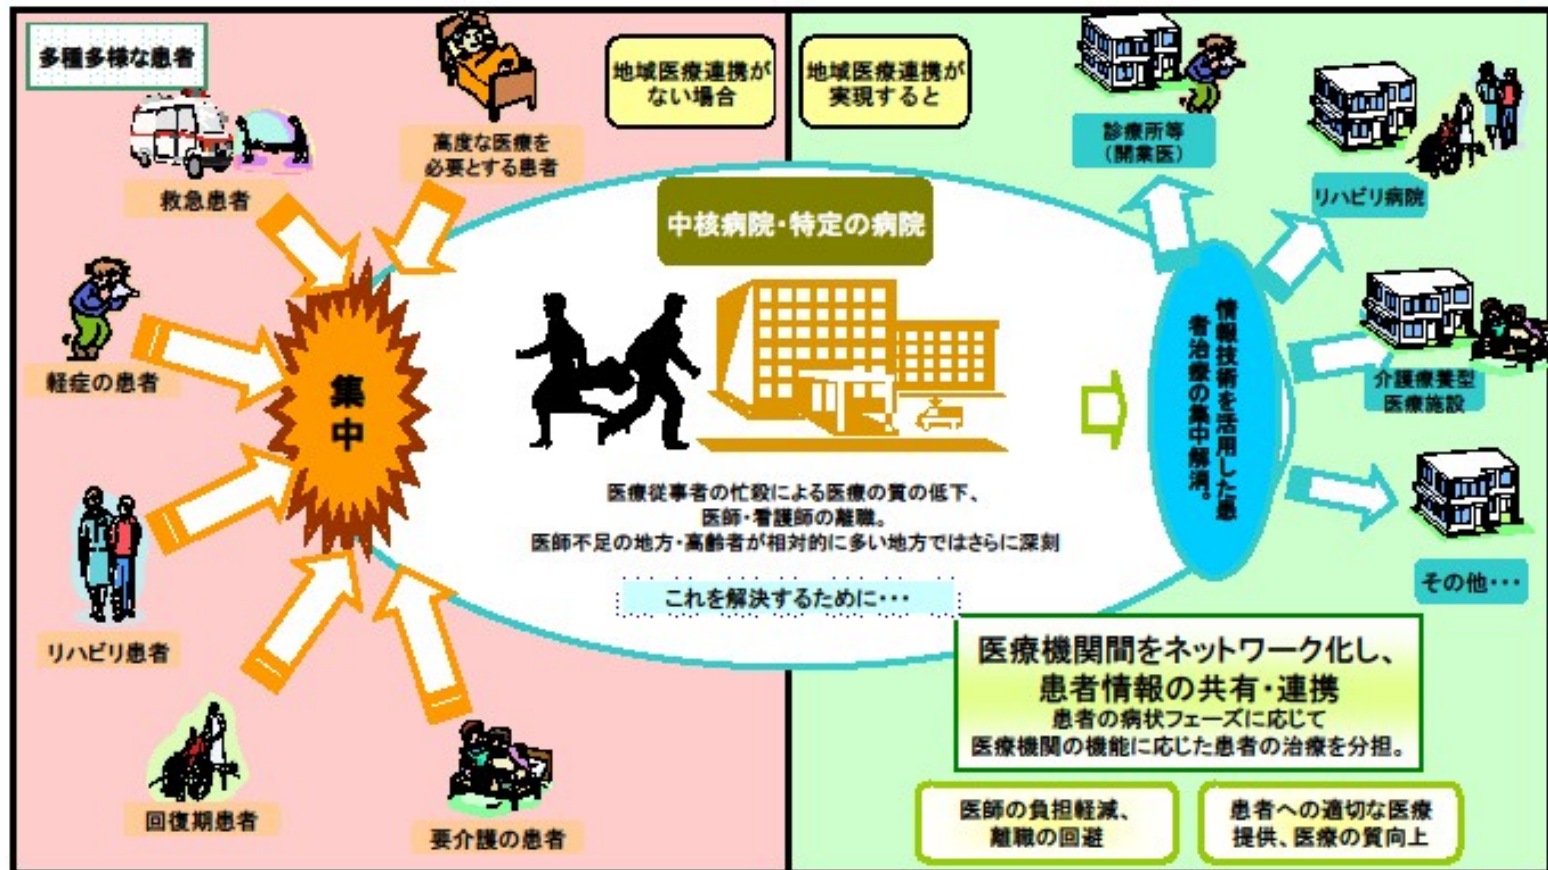 多種多様な患者
救急患者
高度な医療を
必要とする患者
軽症の患者
リハビリ患者
回復期患者
要介護の患者
集
中
地域医療連携が
ない場合
地域医療連携が
実現すると
中核病院・特定の病院
医療従事者の忙殺による医療の質の低下、
医師・看護師の離職。
医師不足の地方・高齢者が相対的に多い地方ではさらに深刻
これを解決するために・・・
情報技術を活用した患
者治療の集中解消。
診療所等
(開業医)
リハビリ病院
介護療養型
医療施設
その他・・・
医療機関間をネットワーク化し、
患者情報の共有・連携
患者の病状フェーズに応じて
医療機関の機能に応じた患者の治療を分担。
医師の負担軽減、
離職の回避
患者への適切な医療
提供、医療の質向上